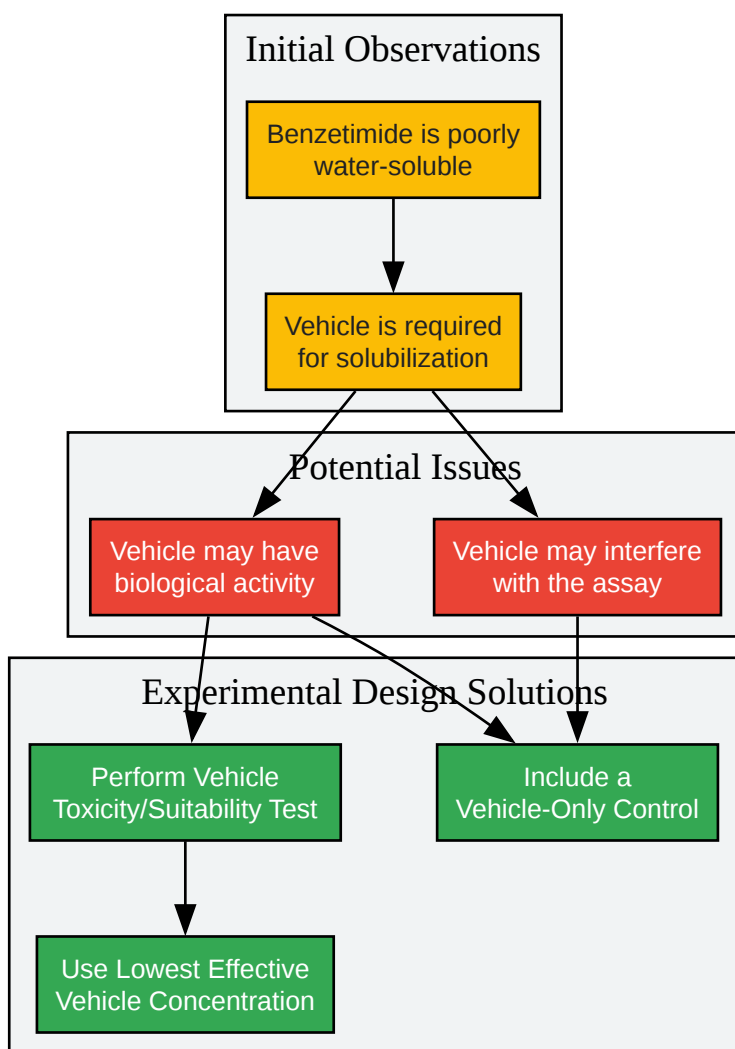 Initial Observations
Benzetimide is poorly
water-soluble
Vehicle is required
for solubilization
Potential Issues
Vehicle may have
biological activity
Vehicle may interfere
with the assay
Experimental Design Solutions
Perform Vehicle
Toxicity/Suitability Test
Include a
Vehicle-Only Control
Use Lowest Effective
Vehicle Concentration